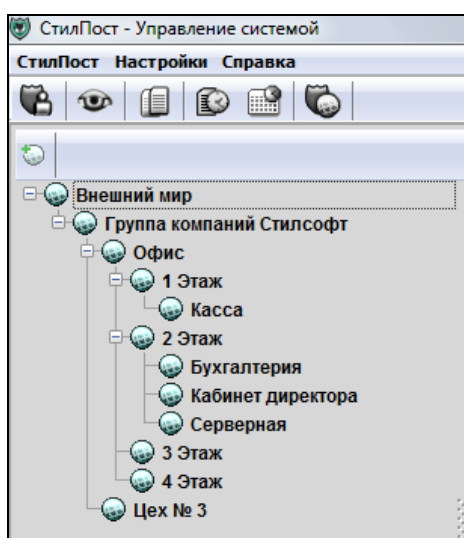 СтилПост - Управление системой
СтилПост Настройки Справка
Внешний мир
Группа компаний Стилсофт
Офис
1 Этаж
Касса
2 Этаж
Бухгалтерия
Кабинет директора
Серверная
3 Этаж
4 Этаж
Цех № 3